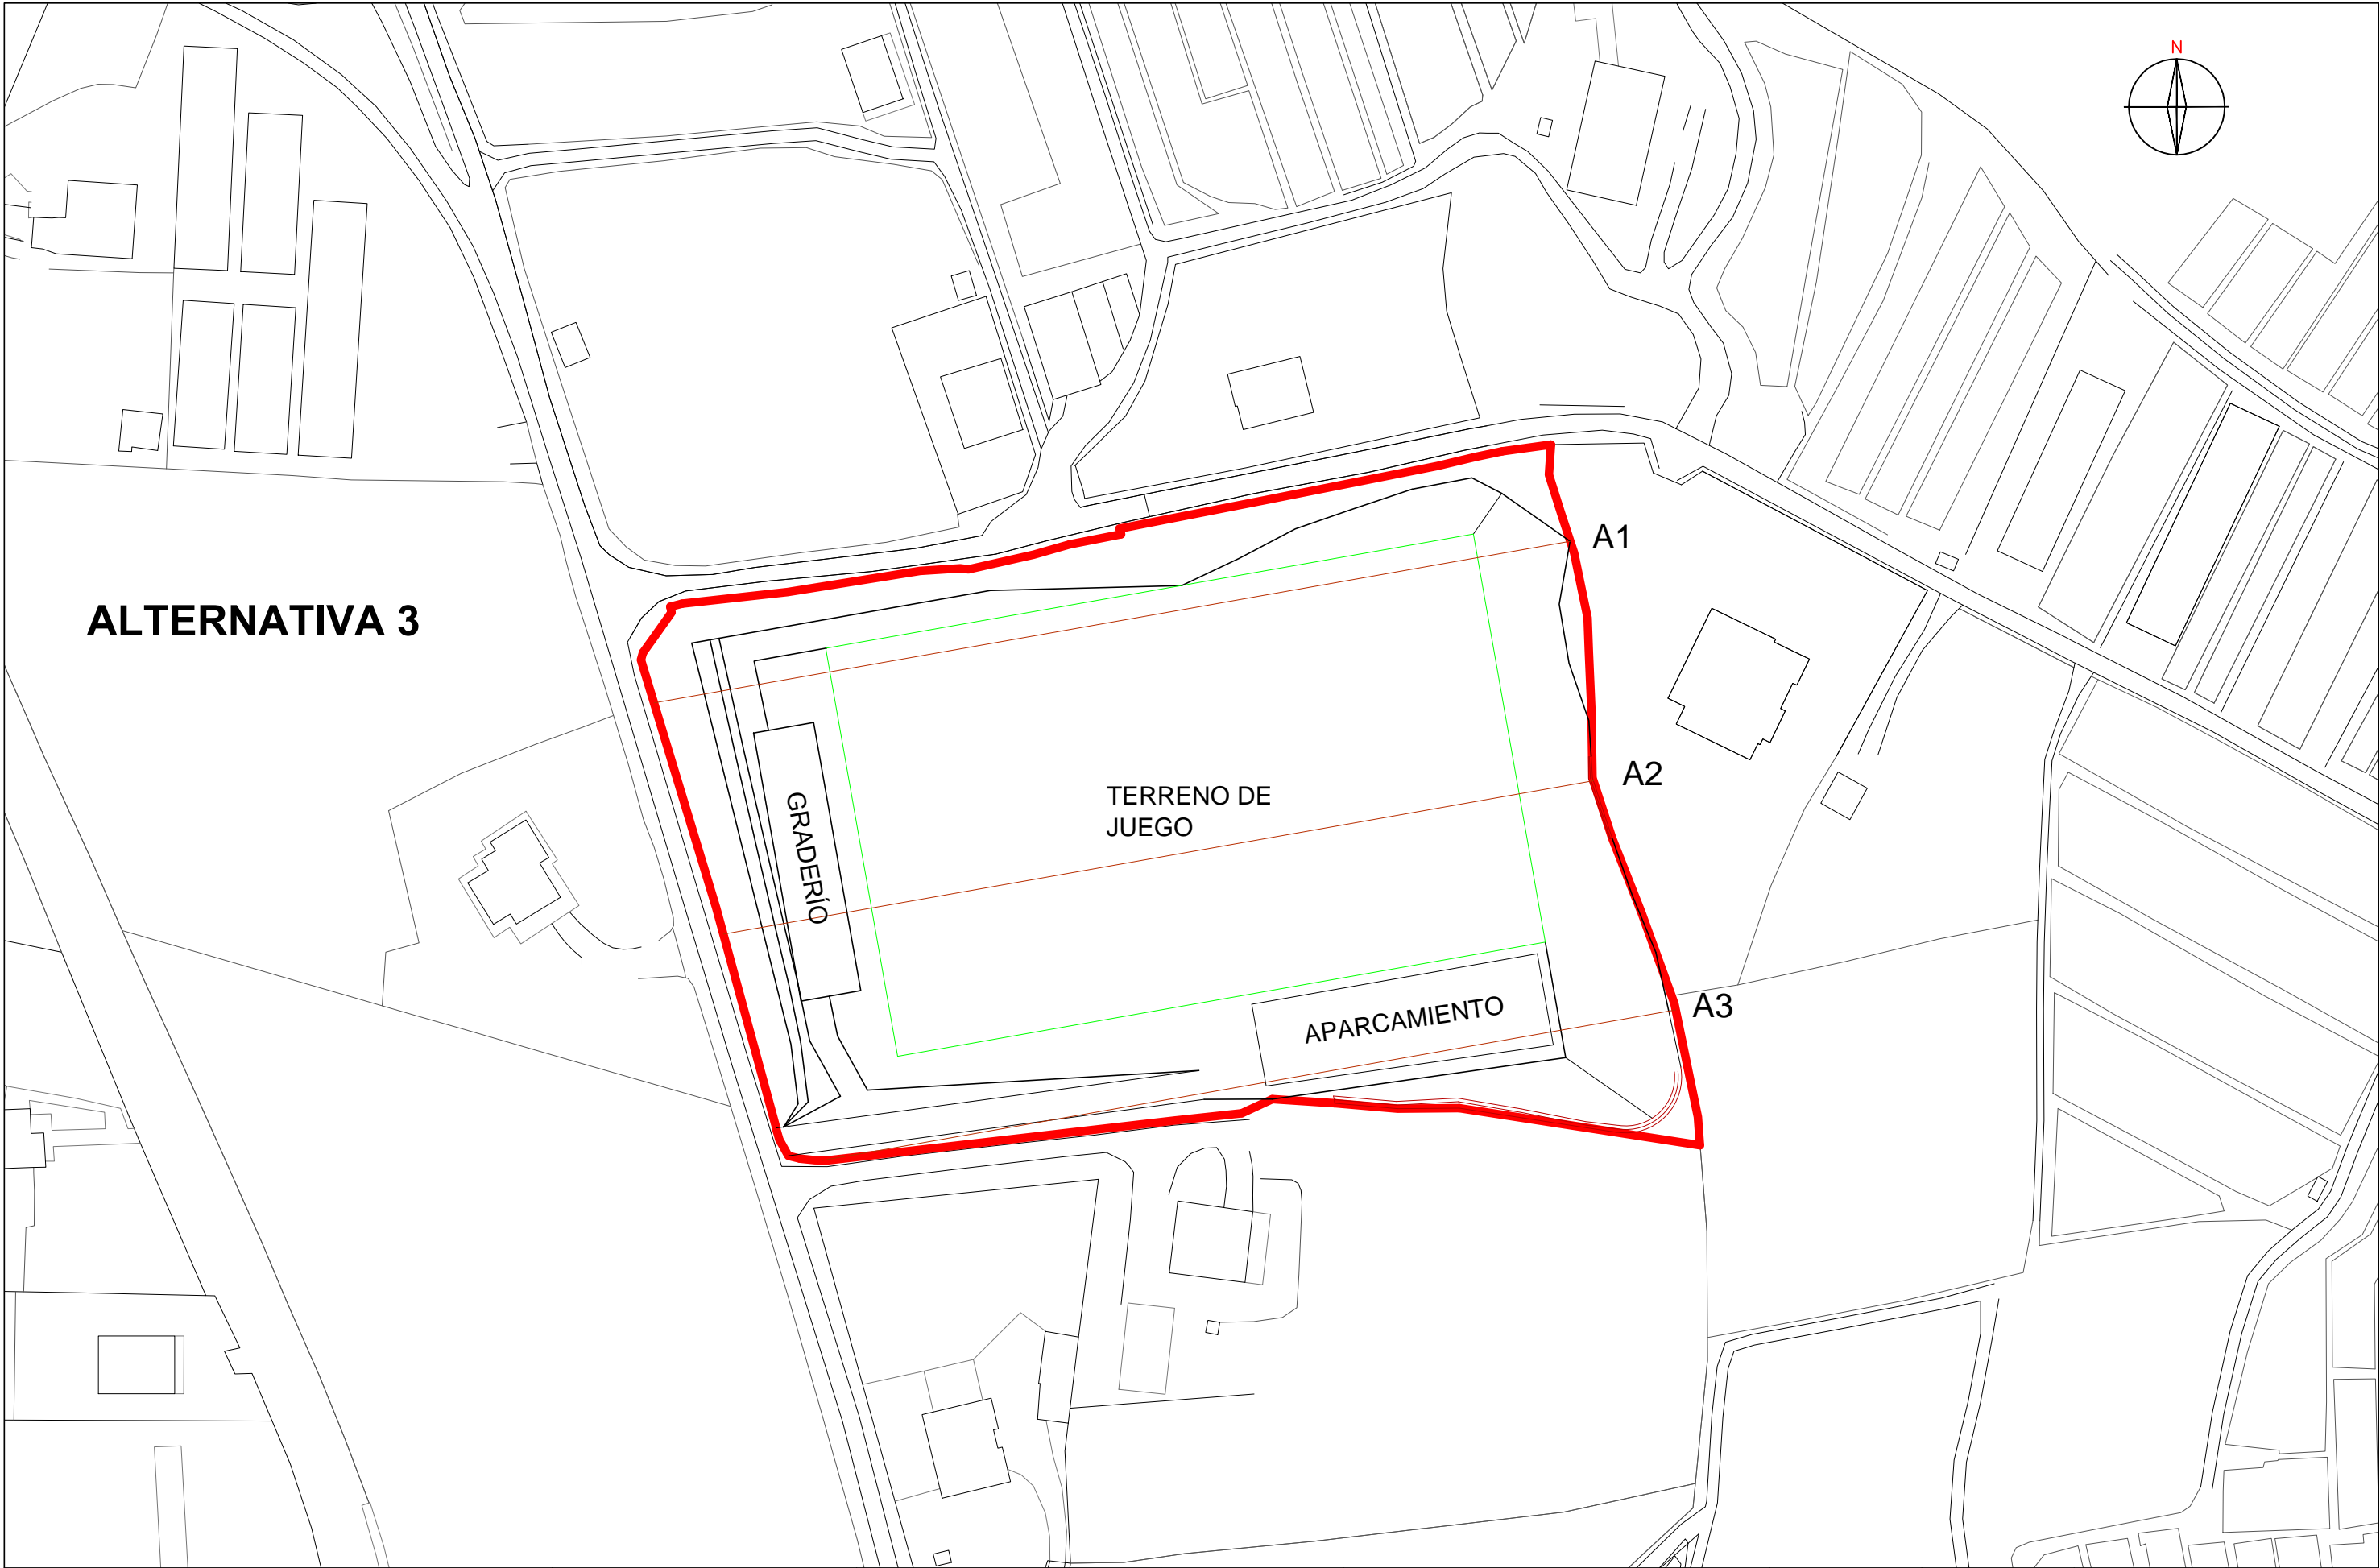 N
A1
ALTERNATIVA 3
A2
TERRENO DE
JUEGO
GRADERÍO
A3
APARCAMIENTO